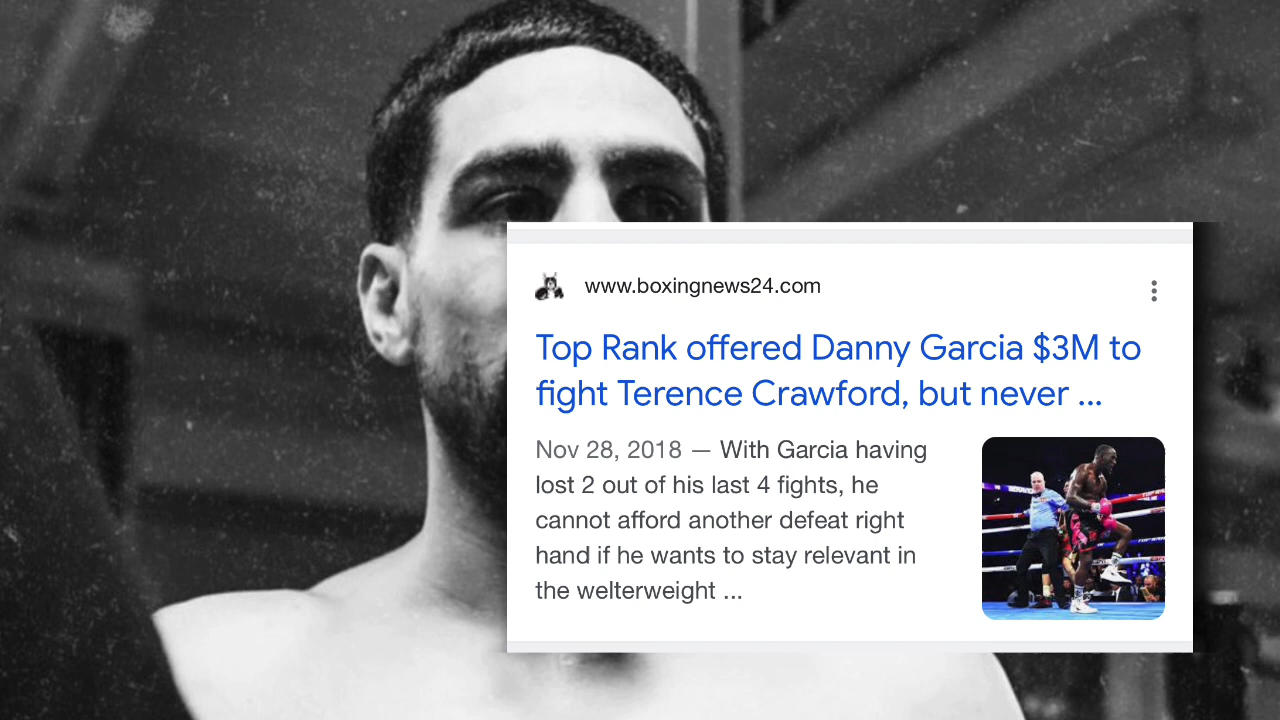 www.boxingnews24.com
Top Rank offered Danny Garcia $3M to
fight Terence Crawford, but never ...
Nov 28, 2018 — With Garcia having
lost 2 out of his last 4 fights, he
cannot afford another defeat right
hand if he wants to stay relevant in
the welterweight ...